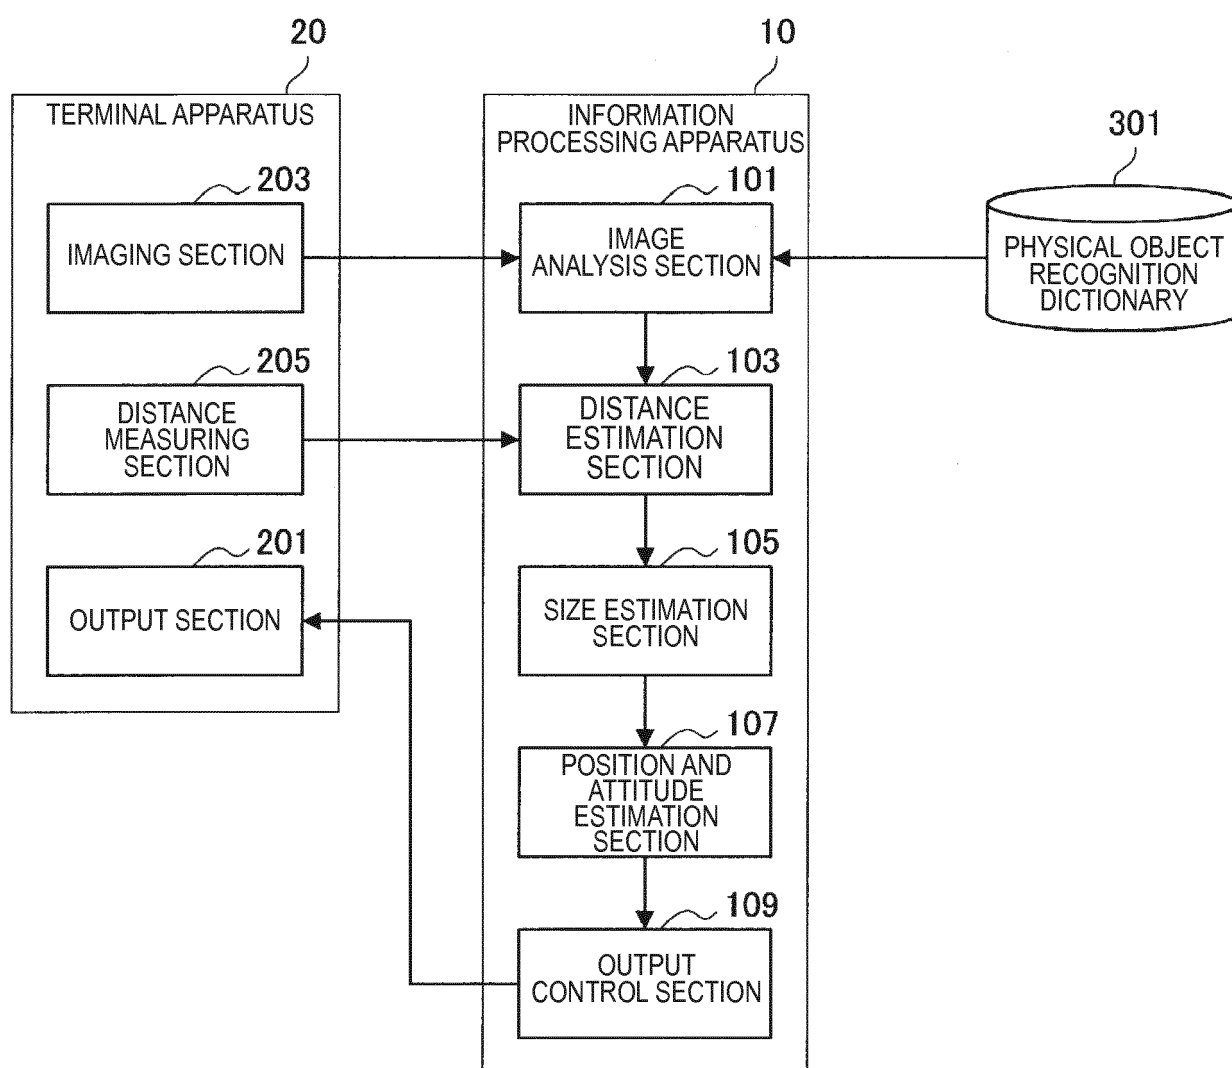 20
TERMINAL APPARATUS
203
IMAGING SECTION
205
DISTANCE
MEASURING
SECTION
201
OUTPUT SECTION
10
INFORMATION
PROCESSING APPARATUS
101
IMAGE
ANALYSIS SECTION
103
DISTANCE
ESTIMATION
SECTION
105
SIZE ESTIMATION
SECTION
107
POSITION AND
ATTITUDE
ESTIMATION
SECTION
109
OUTPUT
CONTROL SECTION
301
PHYSICAL OBJECT
RECOGNITION
DICTIONARY